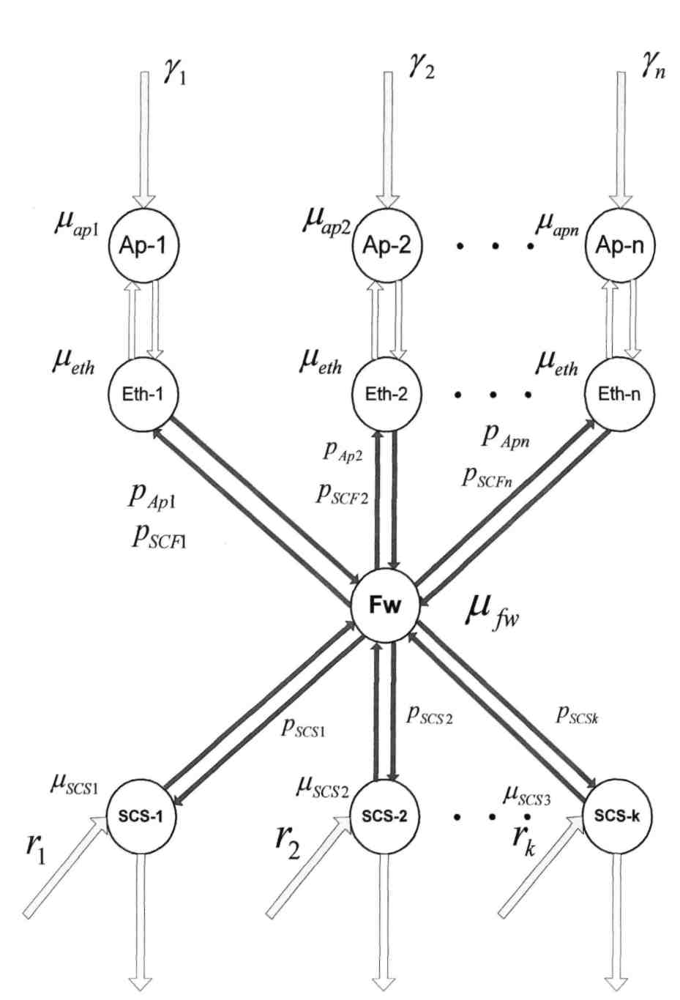 γ1 γ2 γn
μap1 Ap-1 μap2 Ap-2 . . . μapn Ap-n
μeth Eth-1 μeth Eth-2 . . . μeth Eth-n
pAp1
pSCF1
pAp2
pSCF2
pApn
pSCFn
Fw μfw
pSCS1 pSCS2 pSCSk
μSCS1 SCS-1 μSCS2 SCS-2 . . . μSCS3 SCS-k
r1 r2 rk